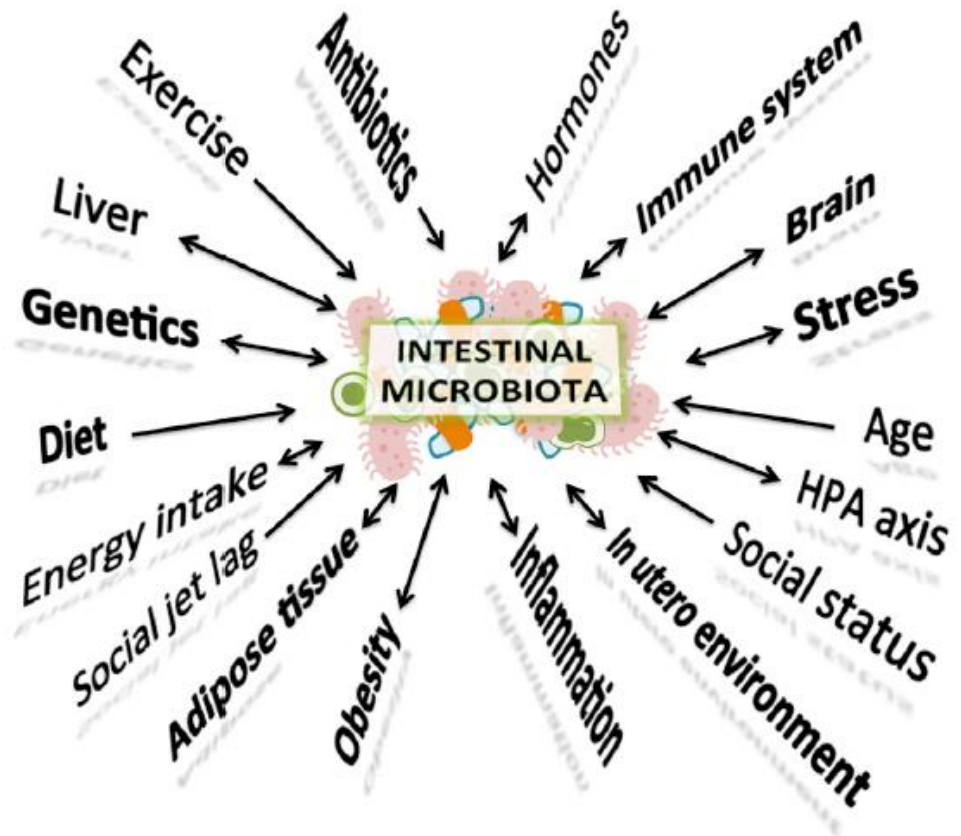 Antibiotics
Hormones
Immune system
Brain
Stress
Age
HPA axis
Social status
In utero environment
Inflammation
Obesity
Adipose tissue
Social jet lag
Energy intake
Diet
Genetics
Liver
Exercise
INTESTINAL
MICROBIOTA